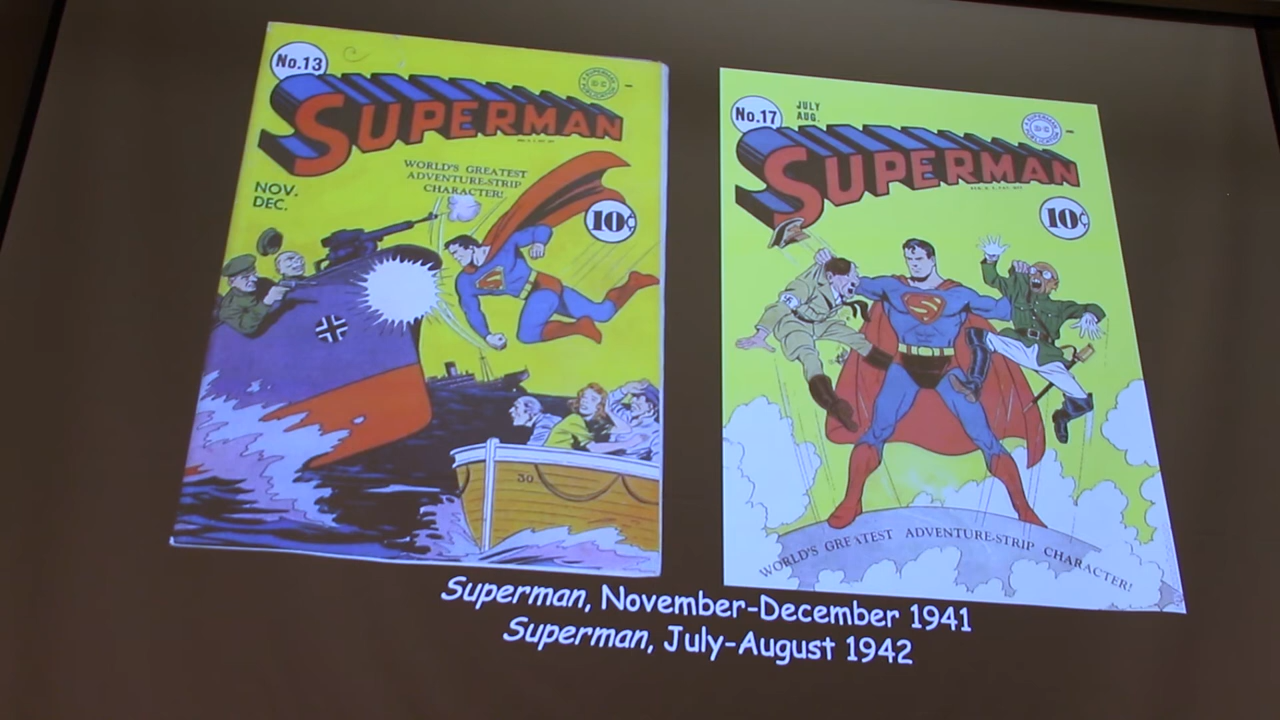 No.13
SUPERMAN
WORLD'S GREATEST
ADVENTURE-STRIP
CHARACTER!
NOV.
DEC.
10¢
30
No.17
JULY
AUG.
SUPERMAN
10¢
WORLD'S GREATEST ADVENTURE-STRIP CHARACTER!
Superman, November-December 1941
Superman, July-August 1942